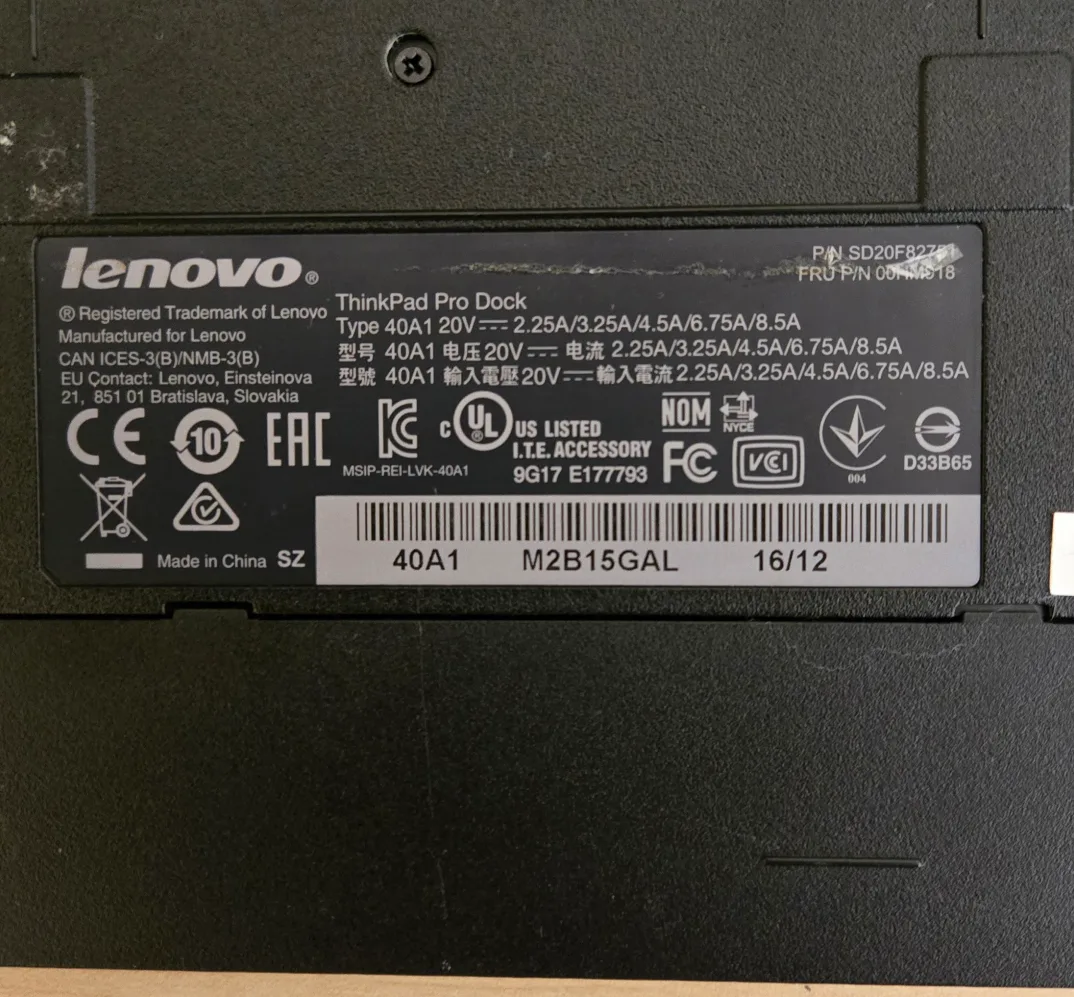 lenovo®
® Registered Trademark of Lenovo
Manufactured for Lenovo
CAN ICES-3(B)/NMB-3(B)
EU Contact: Lenovo, Einsteinova
21, 851 01 Bratislava, Slovakia
P/N
FRU P/N
ThinkPad Pro Dock
Type 40A1 20V⎓ 2.25A/3.25A/4.5A/6.75A/8.5A
型号 40A1 电压20V⎓ 电流 2.25A/3.25A/4.5A/6.75A/8.5A
型號 40A1 輸入電壓20V⎓輸入電流2.25A/3.25A/4.5A/6.75A/8.5A
CE
10
EAC
KC
MSIP-REI-LVK-40A1
C UL® US LISTED
I.T.E. ACCESSORY
9G17 E177793
NOM
NYCE
FC
VCI
004
D33B65
Made in China SZ
40A1 M2B15GAL 16/12